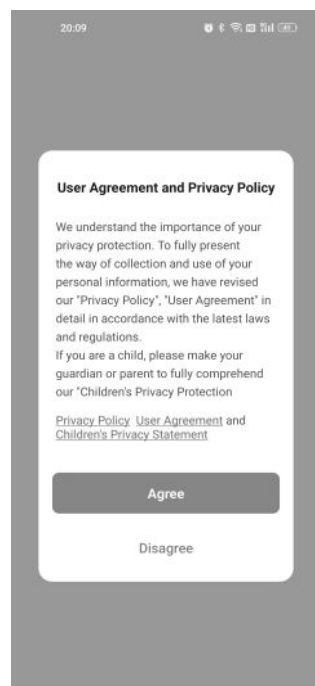 20:09
User Agreement and Privacy Policy
We understand the importance of your
privacy protection. To fully present
the way of collection and use of your
personal information, we have revised
our "Privacy Policy", "User Agreement" in
detail in accordance with the latest laws
and regulations.
If you are a child, please make your
guardian or parent to fully comprehend
our "Children's Privacy Protection
Privacy Policy User Agreement and
Children's Privacy Statement
Agree
Disagree